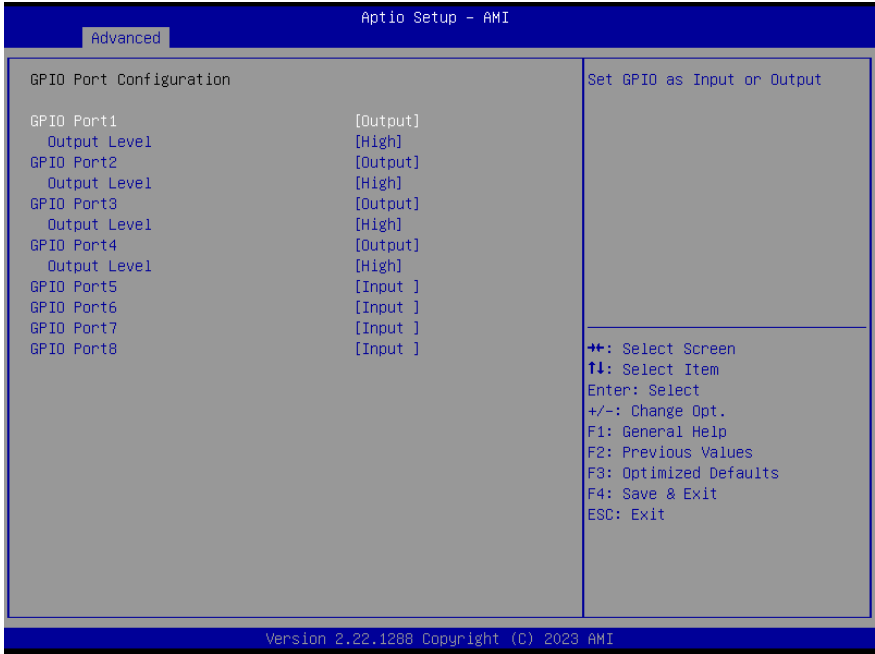 Aptio Setup – AMI
Advanced
GPIO Port Configuration
GPIO Port1 [Output]
Output Level [High]
GPIO Port2 [Output]
Output Level [High]
GPIO Port3 [Output]
Output Level [High]
GPIO Port4 [Output]
Output Level [High]
GPIO Port5 [Input ]
GPIO Port6 [Input ]
GPIO Port7 [Input ]
GPIO Port8 [Input ]
Set GPIO as Input or Output
→←: Select Screen
↑↓: Select Item
Enter: Select
+/-: Change Opt.
F1: General Help
F2: Previous Values
F3: Optimized Defaults
F4: Save & Exit
ESC: Exit
Version 2.22.1288 Copyright (C) 2023 AMI